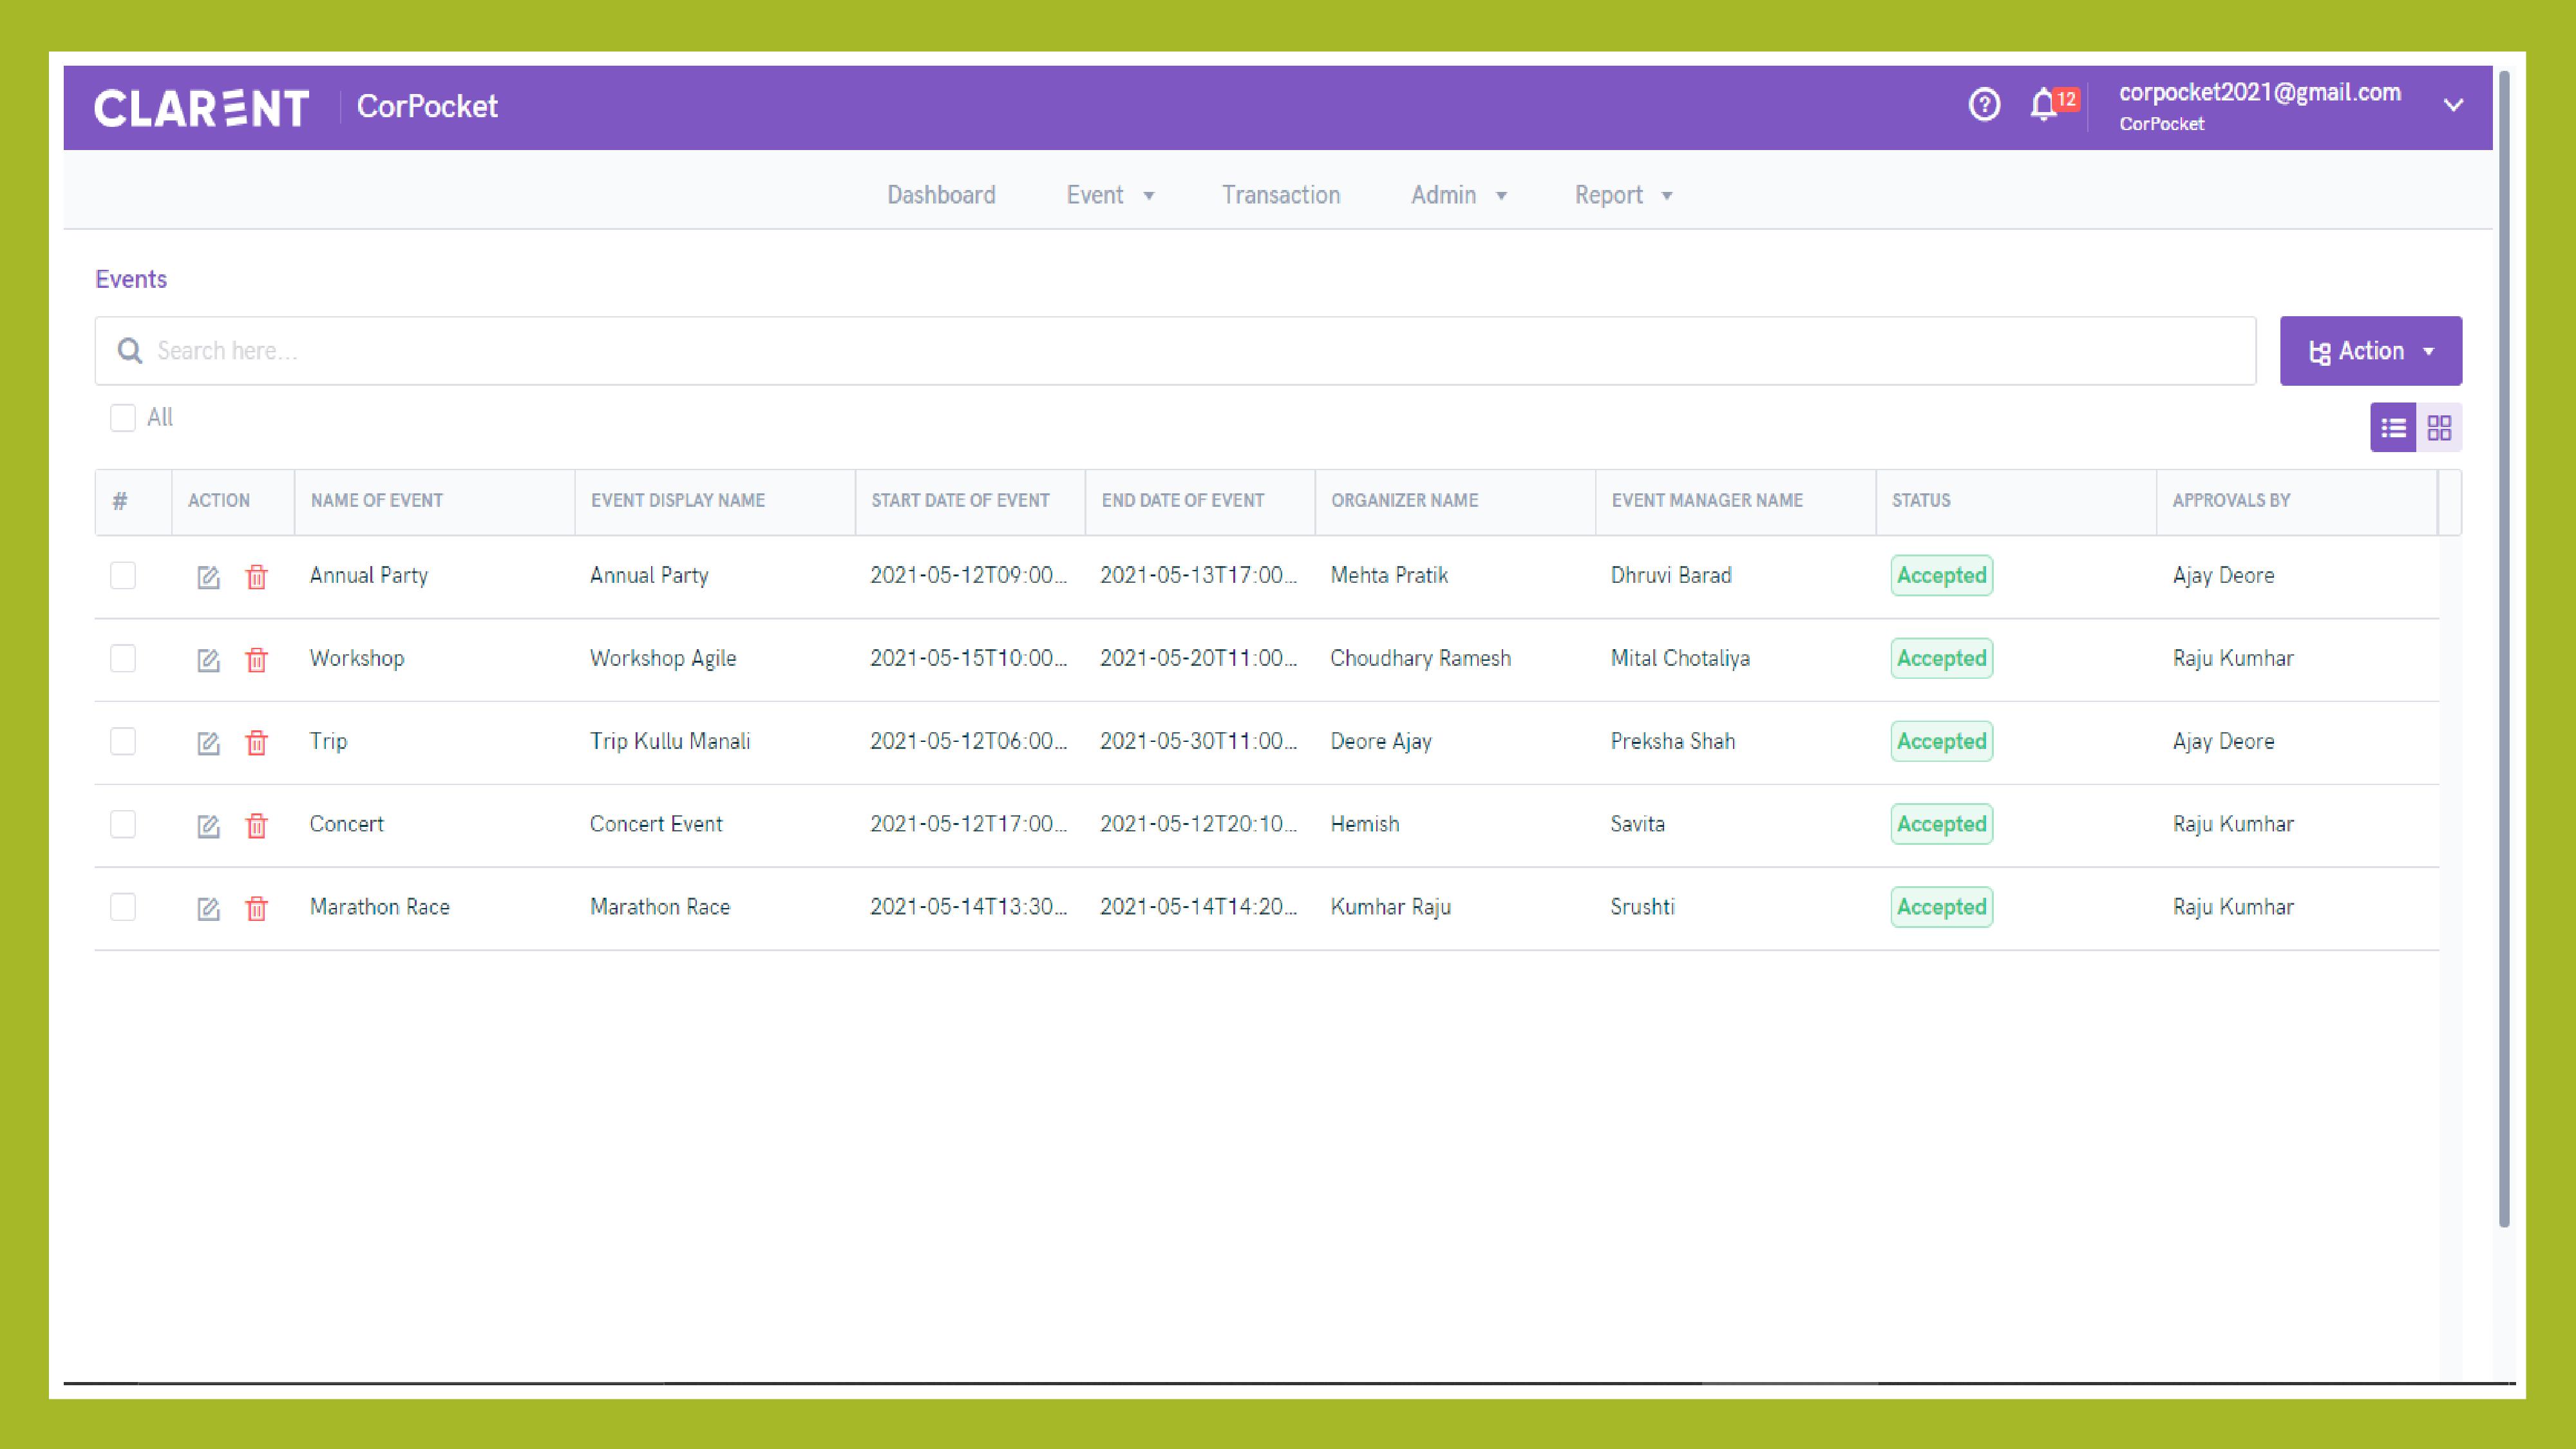 CLARENT CorPocket ? 12 corpocket2021@gmail.com
CorPocket
Dashboard Event Transaction Admin Report
Events
Search here... Action
All
# ACTION NAME OF EVENT EVENT DISPLAY NAME START DATE OF EVENT END DATE OF EVENT ORGANIZER NAME EVENT MANAGER NAME STATUS APPROVALS BY
Annual Party Annual Party 2021-05-12T09:00... 2021-05-13T17:00... Mehta Pratik Dhruvi Barad Accepted Ajay Deore
Workshop Workshop Agile 2021-05-15T10:00... 2021-05-20T11:00... Choudhary Ramesh Mital Chotaliya Accepted Raju Kumhar
Trip Trip Kullu Manali 2021-05-12T06:00... 2021-05-30T11:00... Deore Ajay Preksha Shah Accepted Ajay Deore
Concert Concert Event 2021-05-12T17:00... 2021-05-12T20:10... Hemish Savita Accepted Raju Kumhar
Marathon Race Marathon Race 2021-05-14T13:30... 2021-05-14T14:20... Kumhar Raju Srushti Accepted Raju Kumhar